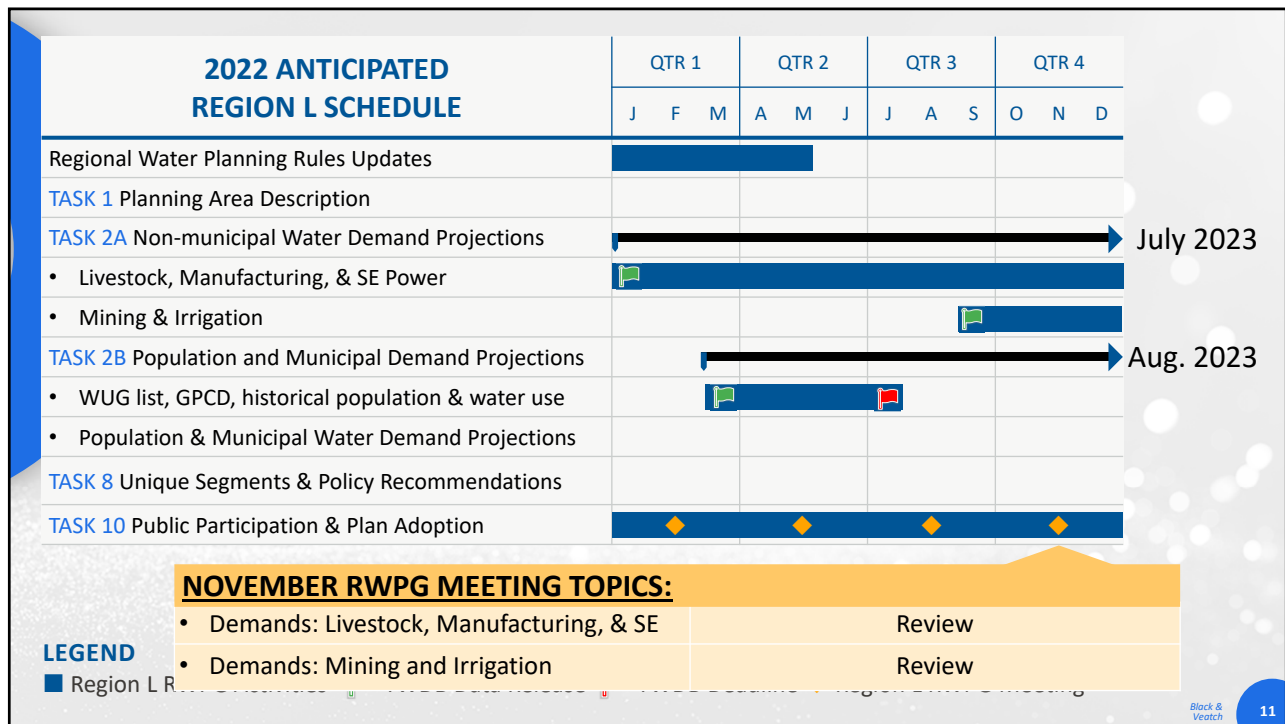 2022 ANTICIPATED
REGION L SCHEDULE
QTR 1 QTR 2 QTR 3 QTR 4
J F M A M J J A S O N D
Regional Water Planning Rules Updates
TASK 1 Planning Area Description
TASK 2A Non-municipal Water Demand Projections
July 2023
• Livestock, Manufacturing, & SE Power
• Mining & Irrigation
TASK 2B Population and Municipal Demand Projections
Aug. 2023
• WUG list, GPCD, historical population & water use
• Population & Municipal Water Demand Projections
TASK 8 Unique Segments & Policy Recommendations
TASK 10 Public Participation & Plan Adoption
NOVEMBER RWPG MEETING TOPICS:
• Demands: Livestock, Manufacturing, & SE Review
• Demands: Mining and Irrigation Review
LEGEND
Region L
Black &
Veatch
11